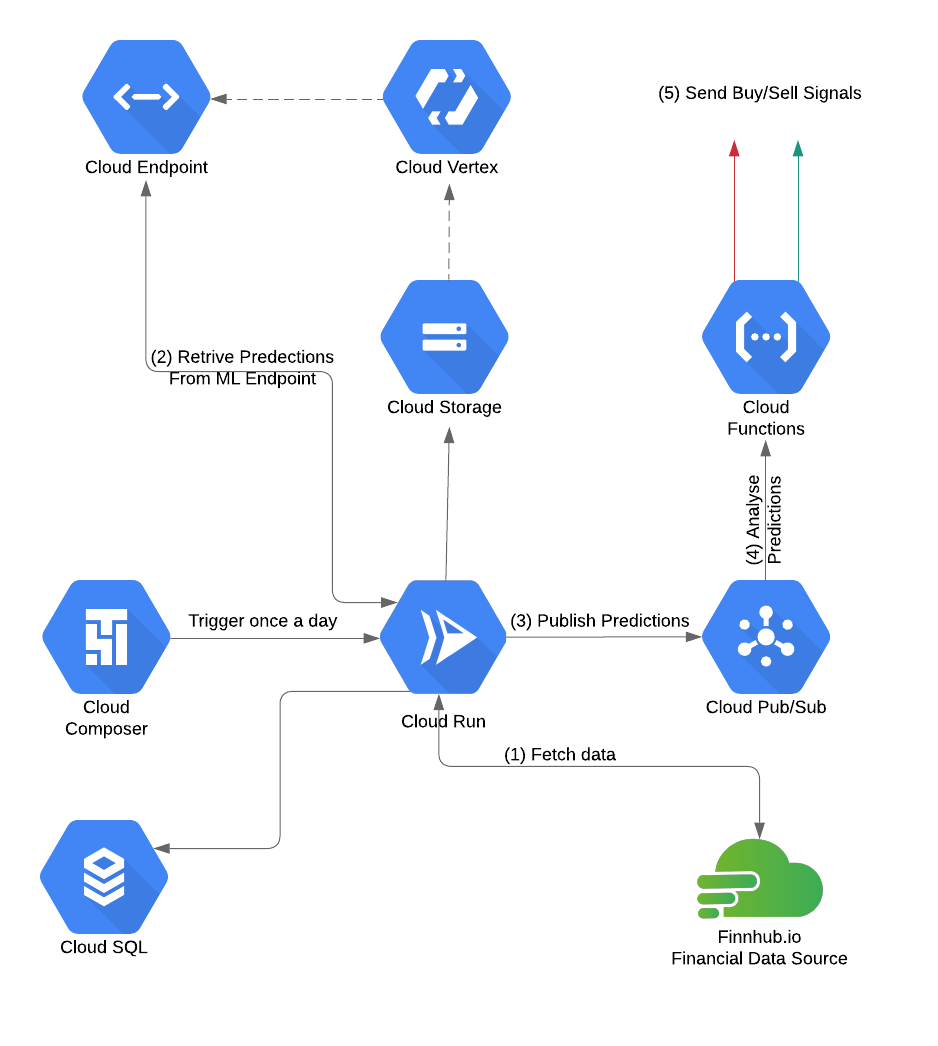 Cloud Endpoint
Cloud Vertex
(5) Send Buy/Sell Signals
(2) Retrive Predections
From ML Endpoint
Cloud Storage
Cloud
Functions
(4) Analyse
Predictions
Trigger once a day
(3) Publish Predictions
Cloud
Composer
Cloud Run
Cloud Pub/Sub
(1) Fetch data
Cloud SQL
Finnhub.io
Financial Data Source